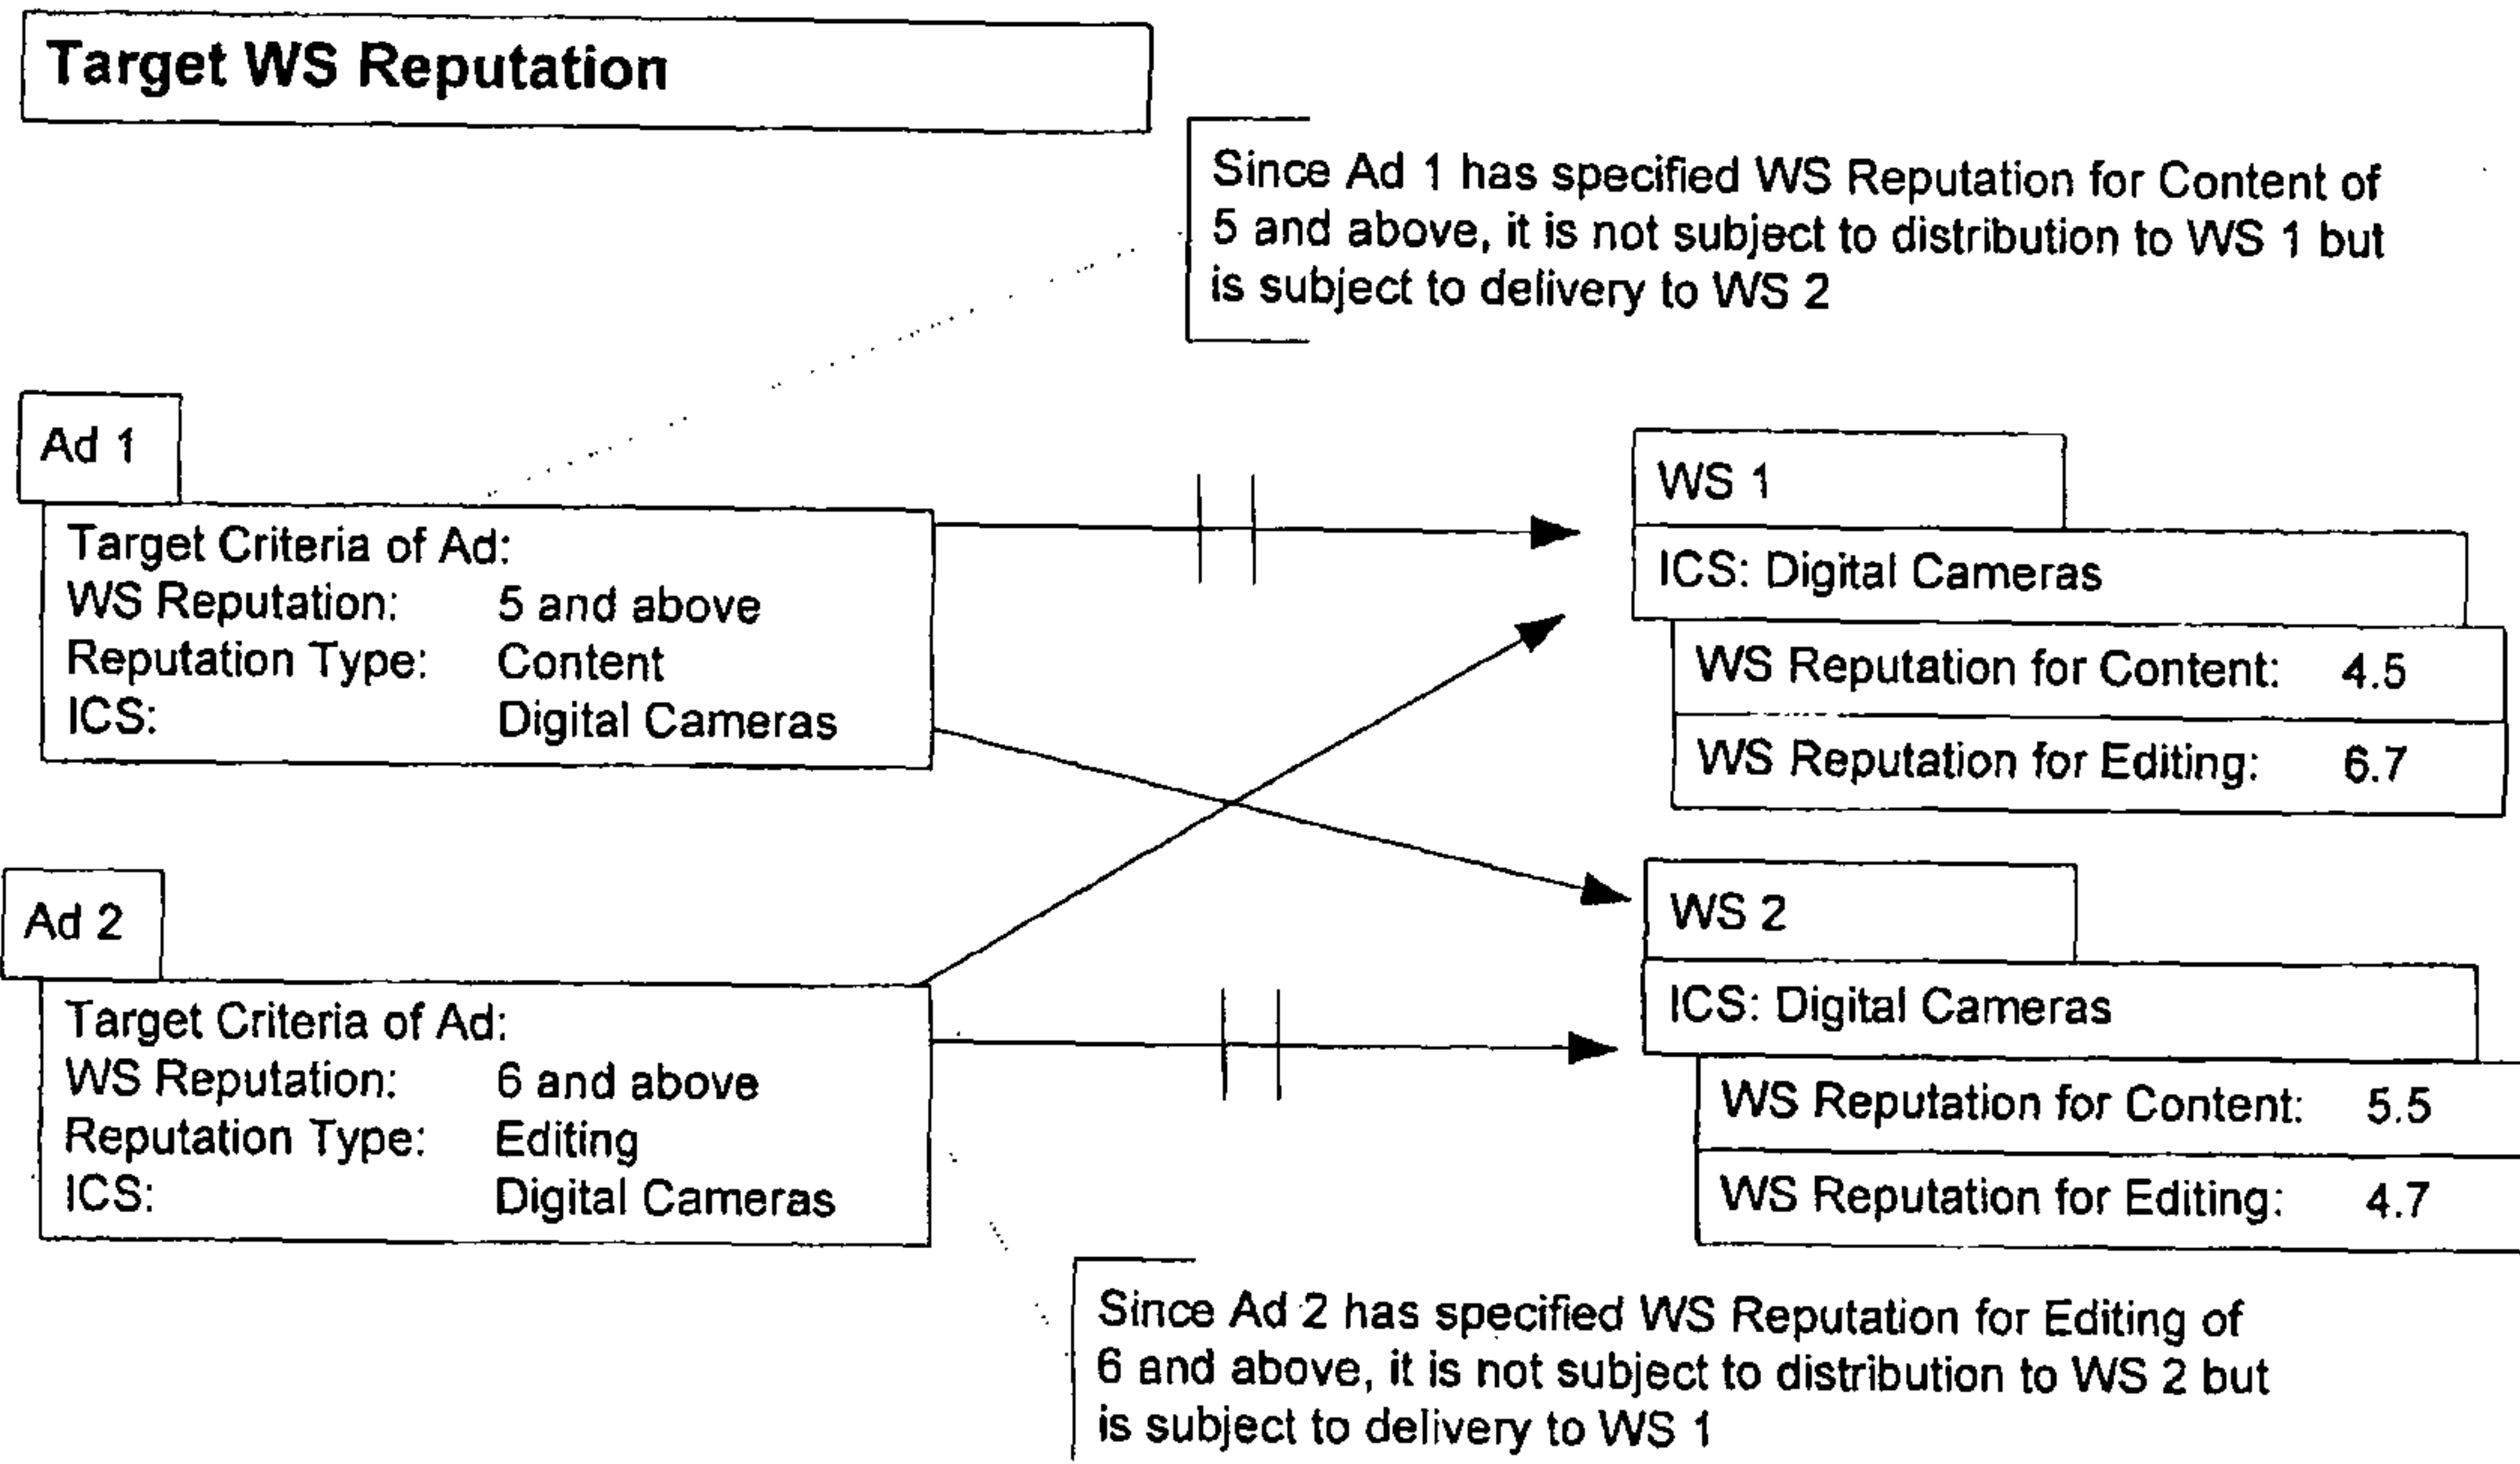 Target WS Reputation
Since Ad 1 has specified WS Reputation for Content of
5 and above, it is not subject to distribution to WS 1 but
is subject to delivery to WS 2
Ad 1
Target Criteria of Ad:
WS Reputation: 5 and above
Reputation Type: Content
ICS: Digital Cameras
WS 1
ICS: Digital Cameras
WS Reputation for Content: 4.5
WS Reputation for Editing: 6.7
Ad 2
Target Criteria of Ad:
WS Reputation: 6 and above
Reputation Type: Editing
ICS: Digital Cameras
WS 2
ICS: Digital Cameras
WS Reputation for Content: 5.5
WS Reputation for Editing: 4.7
Since Ad 2 has specified WS Reputation for Editing of
6 and above, it is not subject to distribution to WS 2 but
is subject to delivery to WS 1